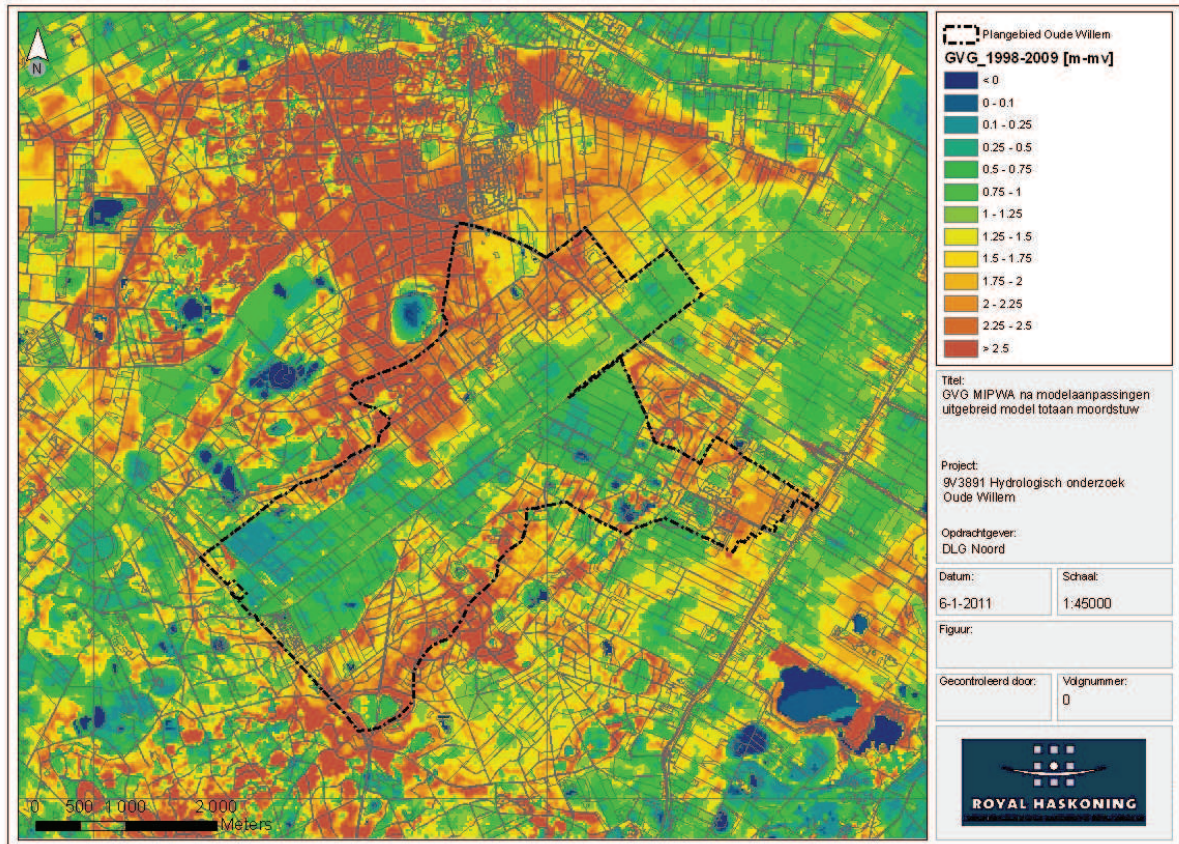 N
0 500 1 000 2 000
Meters
Plangebied Oude Willem
GVG_1998-2009 [m-mv]
< 0
0 - 0.1
0.1 - 0.25
0.25 - 0.5
0.5 - 0.75
0.75 - 1
1 - 1.25
1.25 - 1.5
1.5 - 1.75
1.75 - 2
2 - 2.25
2.25 - 2.5
> 2.5
Titel:
GVG MIPWA na modelaanpassingen
uitgebreid model totaan moordstuw
Project:
9V3891 Hydrologisch onderzoek
Oude Willem
Opdrachtgever:
DLG Noord
Datum:
6-1-2011
Schaal:
1:45000
Figuur:
Gecontroleerd door:
Volgnummer:
0
ROYAL HASKONING